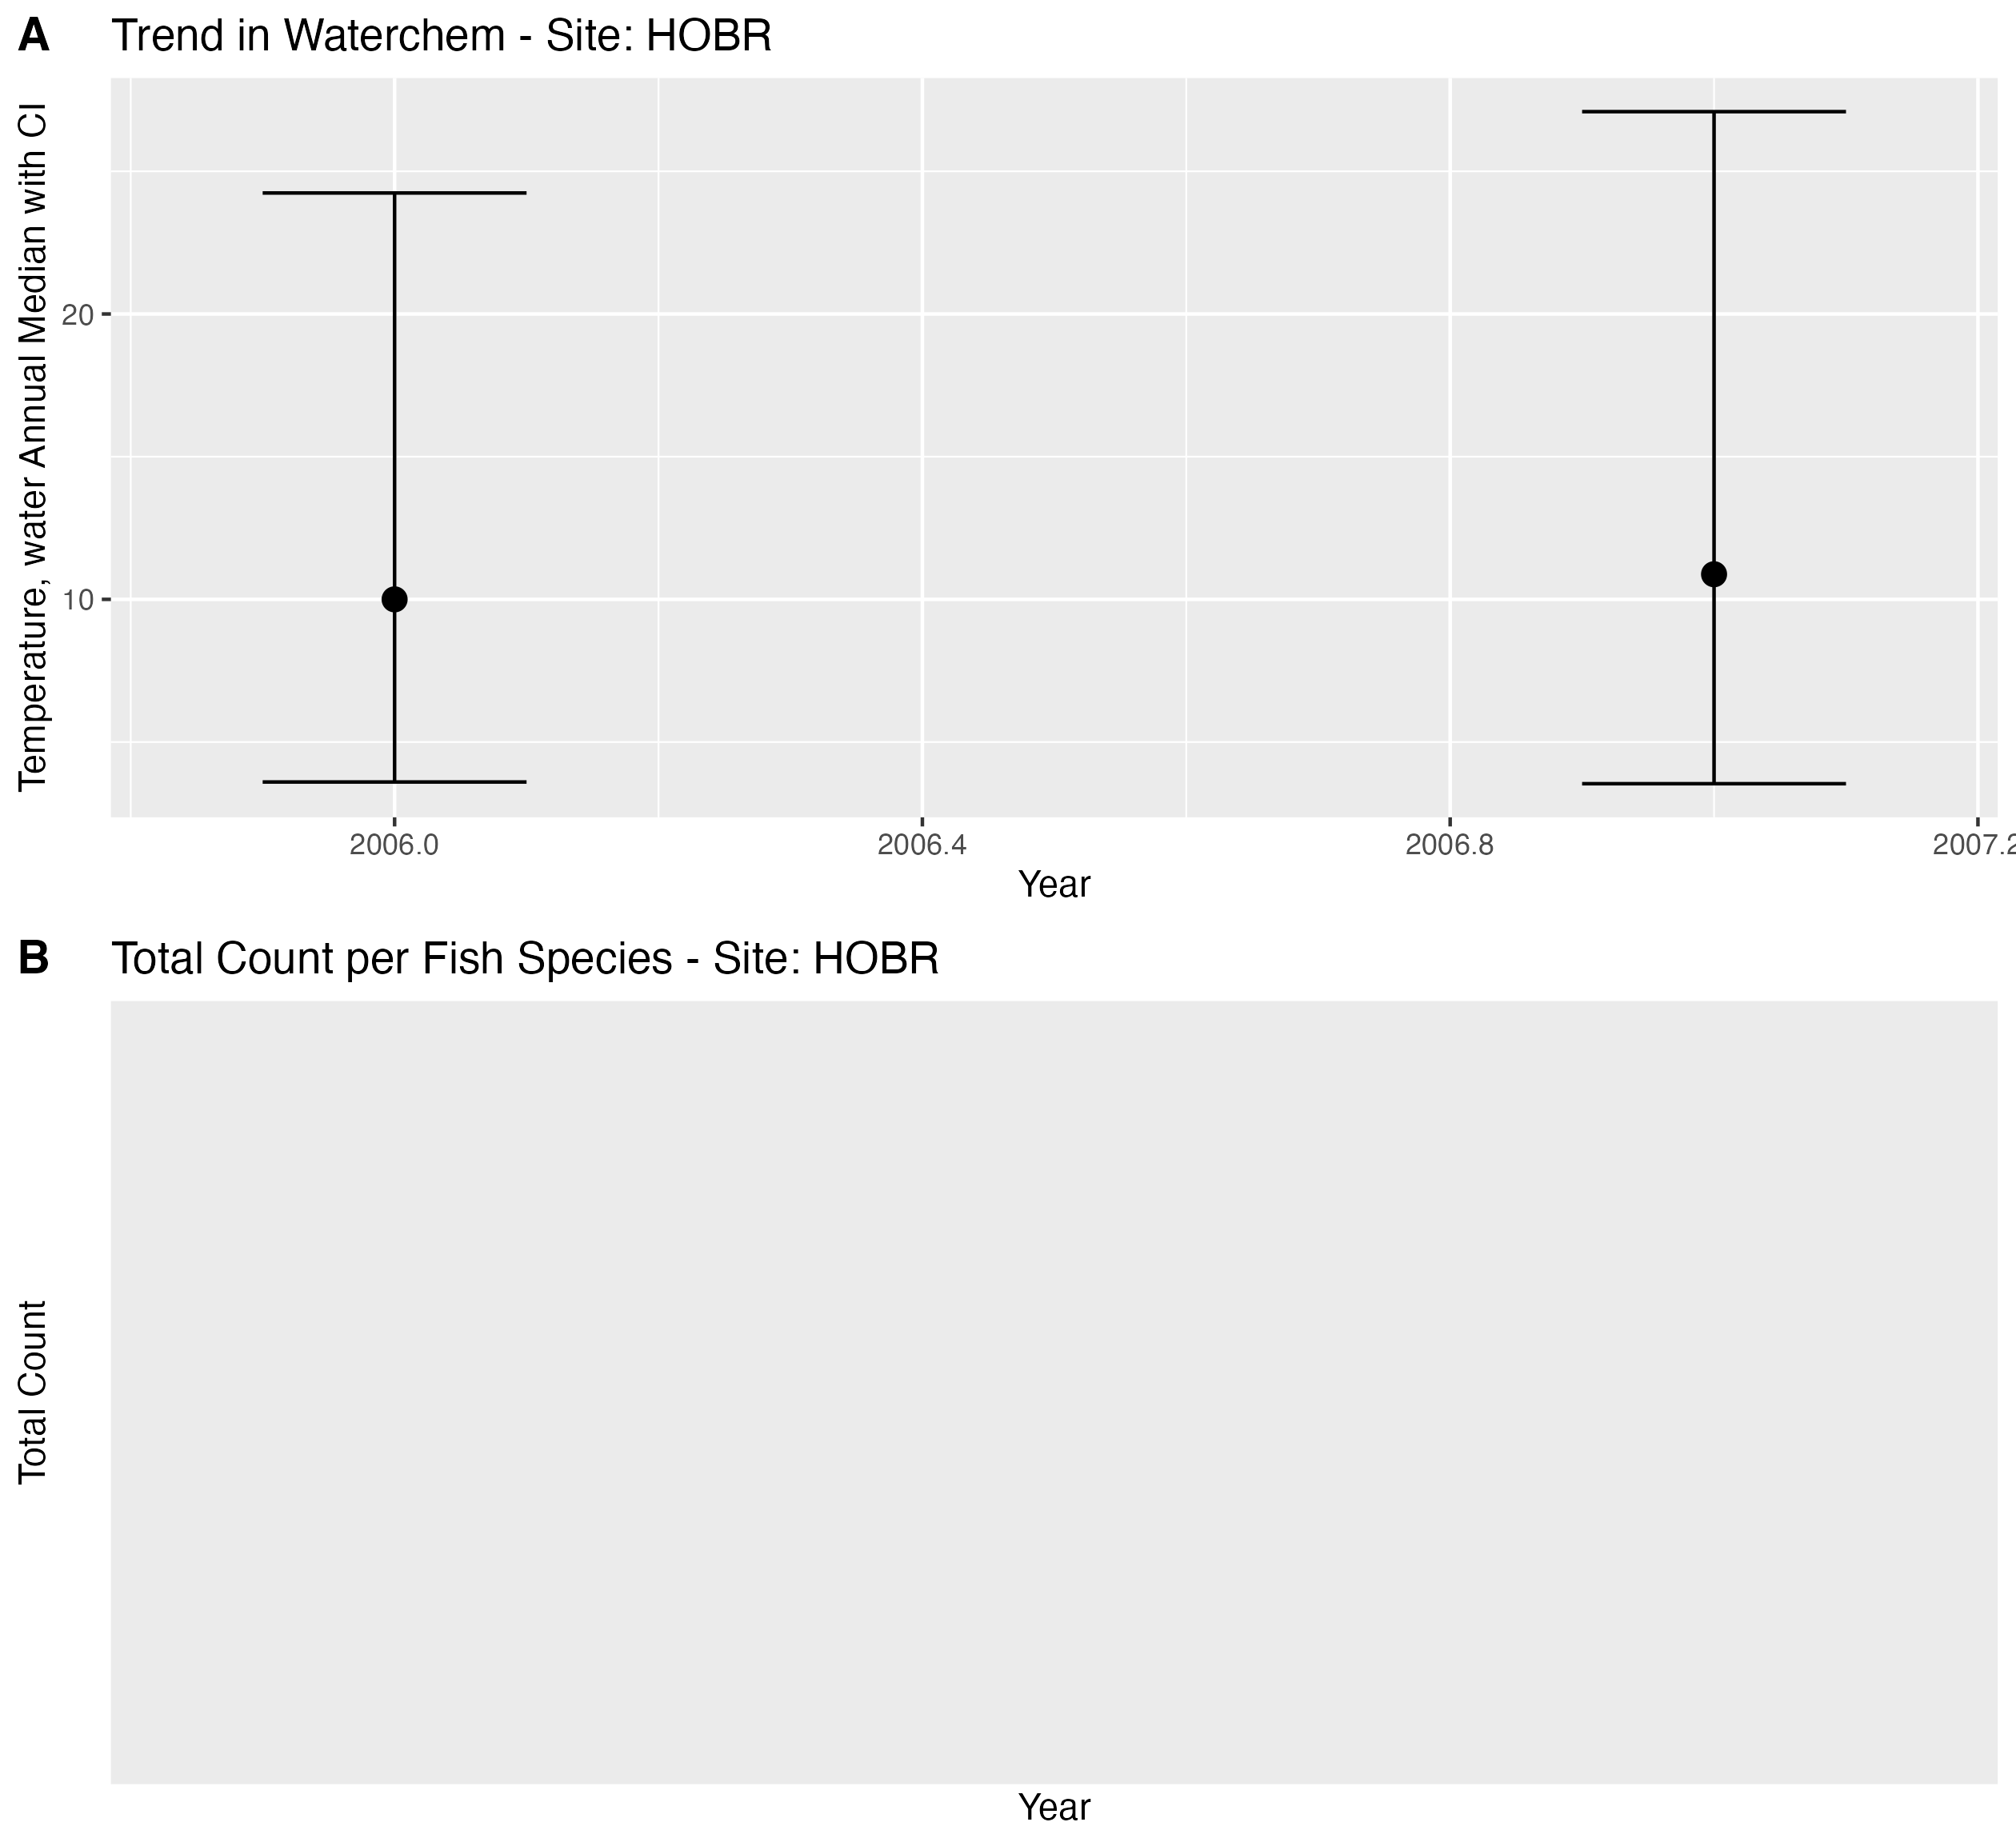 A Trend in Waterchem - Site: HOBR
Temperature, water Annual Median with CI
20
10
2006.0 2006.4 2006.8 2007.2
Year
B Total Count per Fish Species - Site: HOBR
Total Count
Year